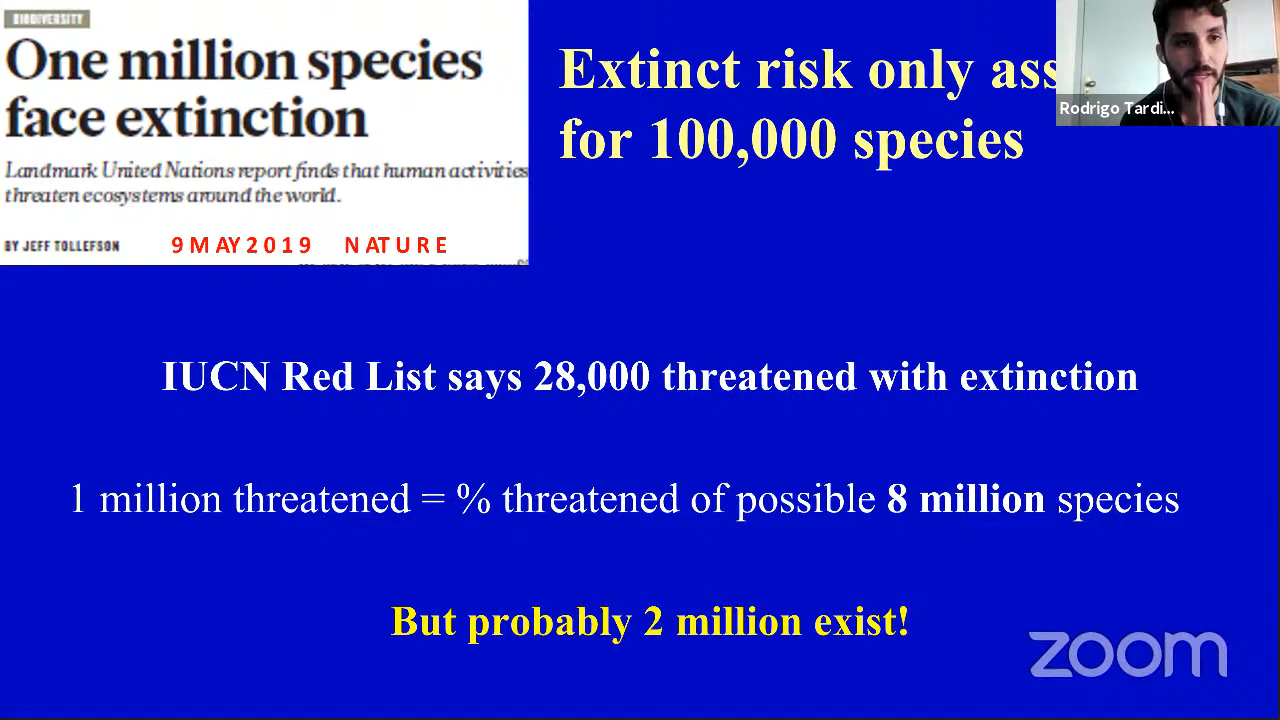 BIODIVERSITY
One million species
face extinction
Landmark United Nations report finds that human activities
threaten ecosystems around the world.
BY JEFF TOLLEFSON 9 MAY 2019 NATURE
Extinct risk only ass
for 100,000 species
Rodrigo Tardi...
IUCN Red List says 28,000 threatened with extinction
1 million threatened = % threatened of possible 8 million species
But probably 2 million exist!
zoom